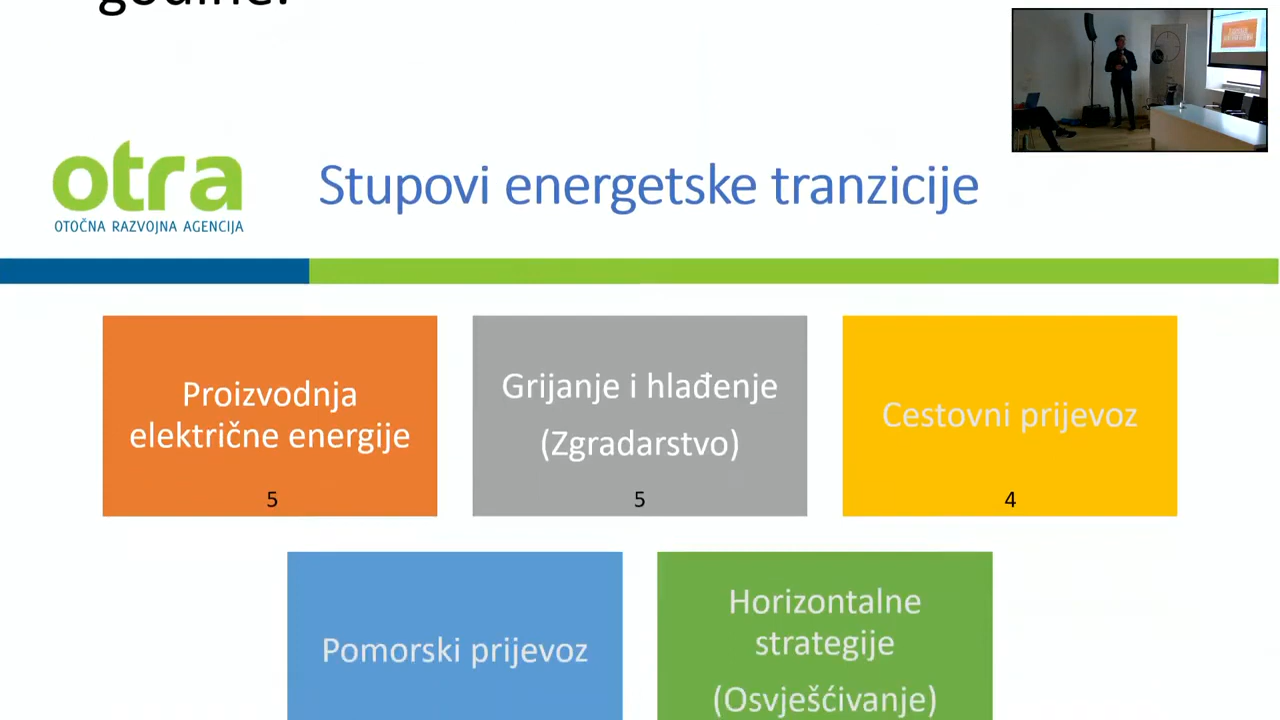 godine.
otra
OTOČNA RAZVOJNA AGENCIJA
Stupovi energetske tranzicije
Proizvodnja
električne energije
5
Grijanje i hlađenje
(Zgradarstvo)
5
Cestovni prijevoz
4
Pomorski prijevoz
Horizontalne
strategije
(Osvješćivanje)